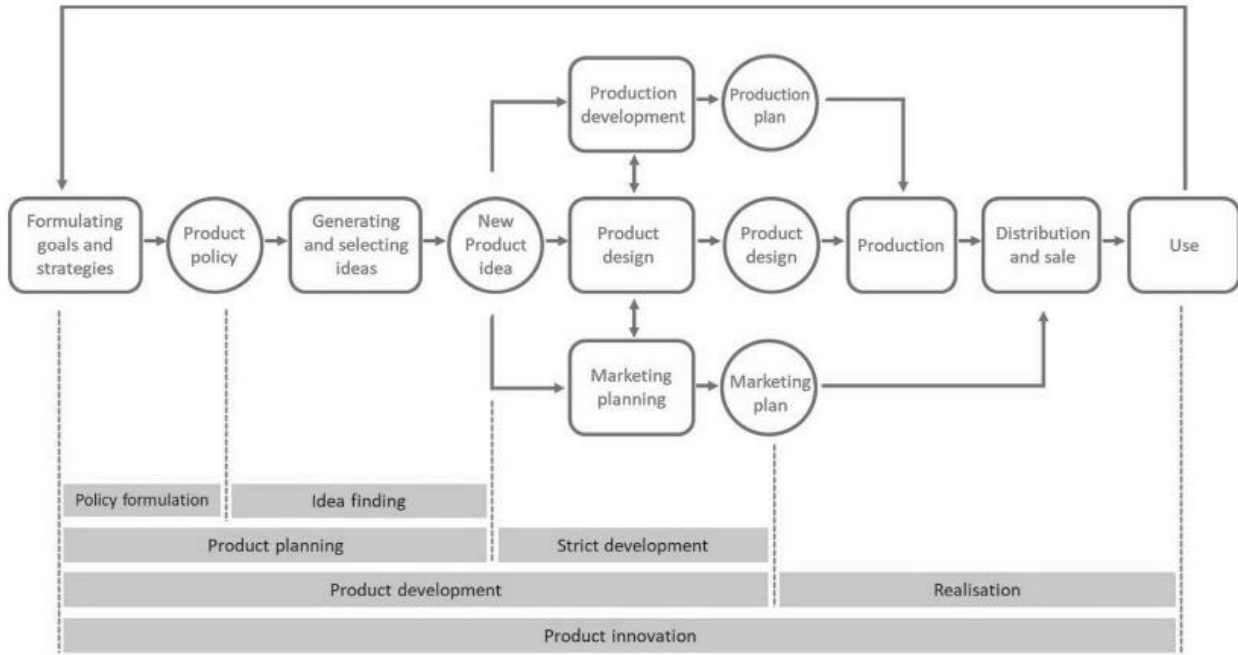 Production
development
Production
plan
Formulating
goals and
strategies
Product
policy
Generating
and selecting
ideas
New
Product
idea
Product
design
Product
design
Production
Distribution
and sale
Use
Marketing
planning
Marketing
plan
Policy formulation
Idea finding
Product planning
Strict development
Product development
Realisation
Product innovation